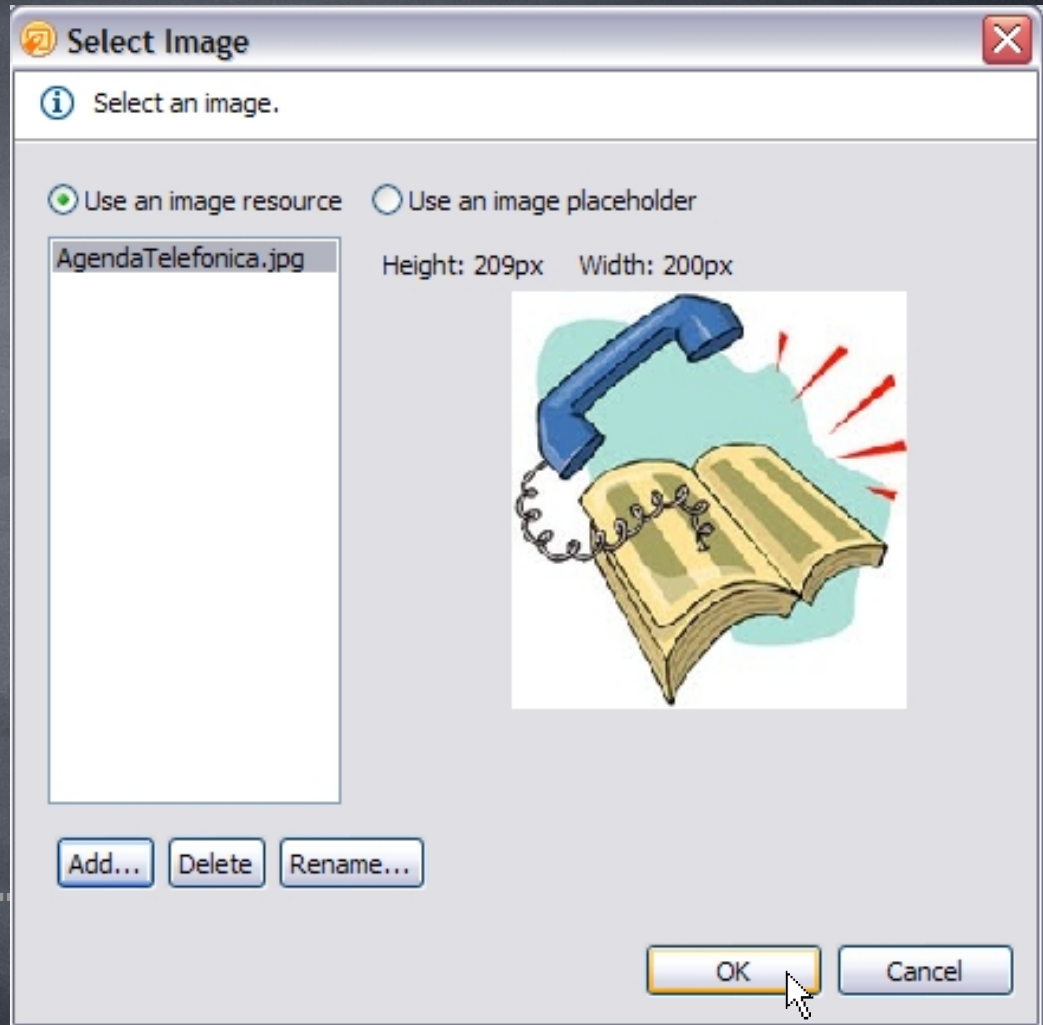 Select Image
Select an image.
Use an image resource Use an image placeholder
AgendaTelefonica.jpg
Height: 209px Width: 200px
Add... Delete Rename...
OK Cancel